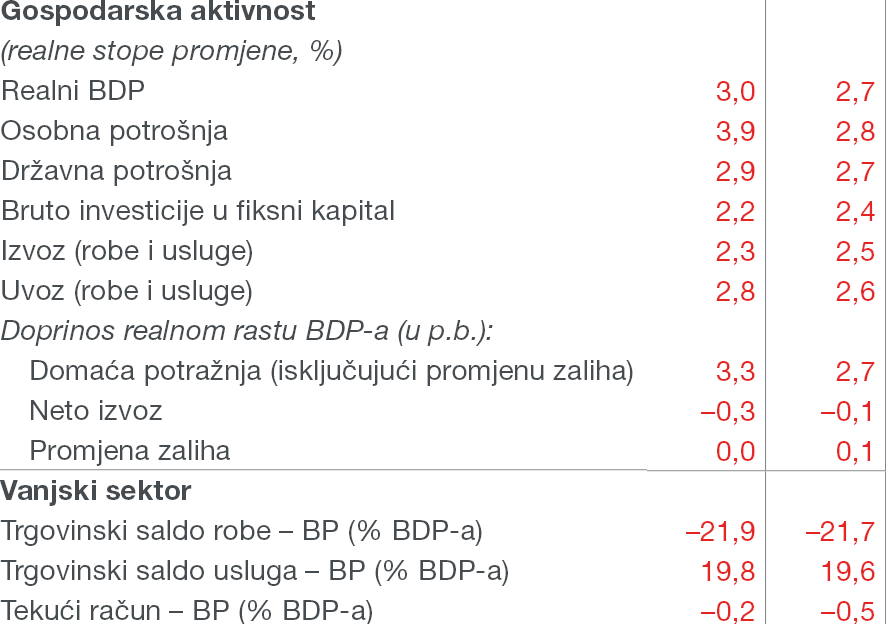 Gospodarska aktivnost
(realne stope promjene, %)
Realni BDP 3,0 2,7
Osobna potrošnja 3,9 2,8
Državna potrošnja 2,9 2,7
Bruto investicije u fiksni kapital 2,2 2,4
Izvoz (robe i usluge) 2,3 2,5
Uvoz (robe i usluge) 2,8 2,6
Doprinos realnom rastu BDP-a (u p.b.):
Domaća potražnja (isključujući promjenu zaliha) 3,3 2,7
Neto izvoz –0,3 –0,1
Promjena zaliha 0,0 0,1
Vanjski sektor
Trgovinski saldo robe – BP (% BDP-a) –21,9 –21,7
Trgovinski saldo usluga – BP (% BDP-a) 19,8 19,6
Tekući račun – BP (% BDP-a) –0,2 –0,5